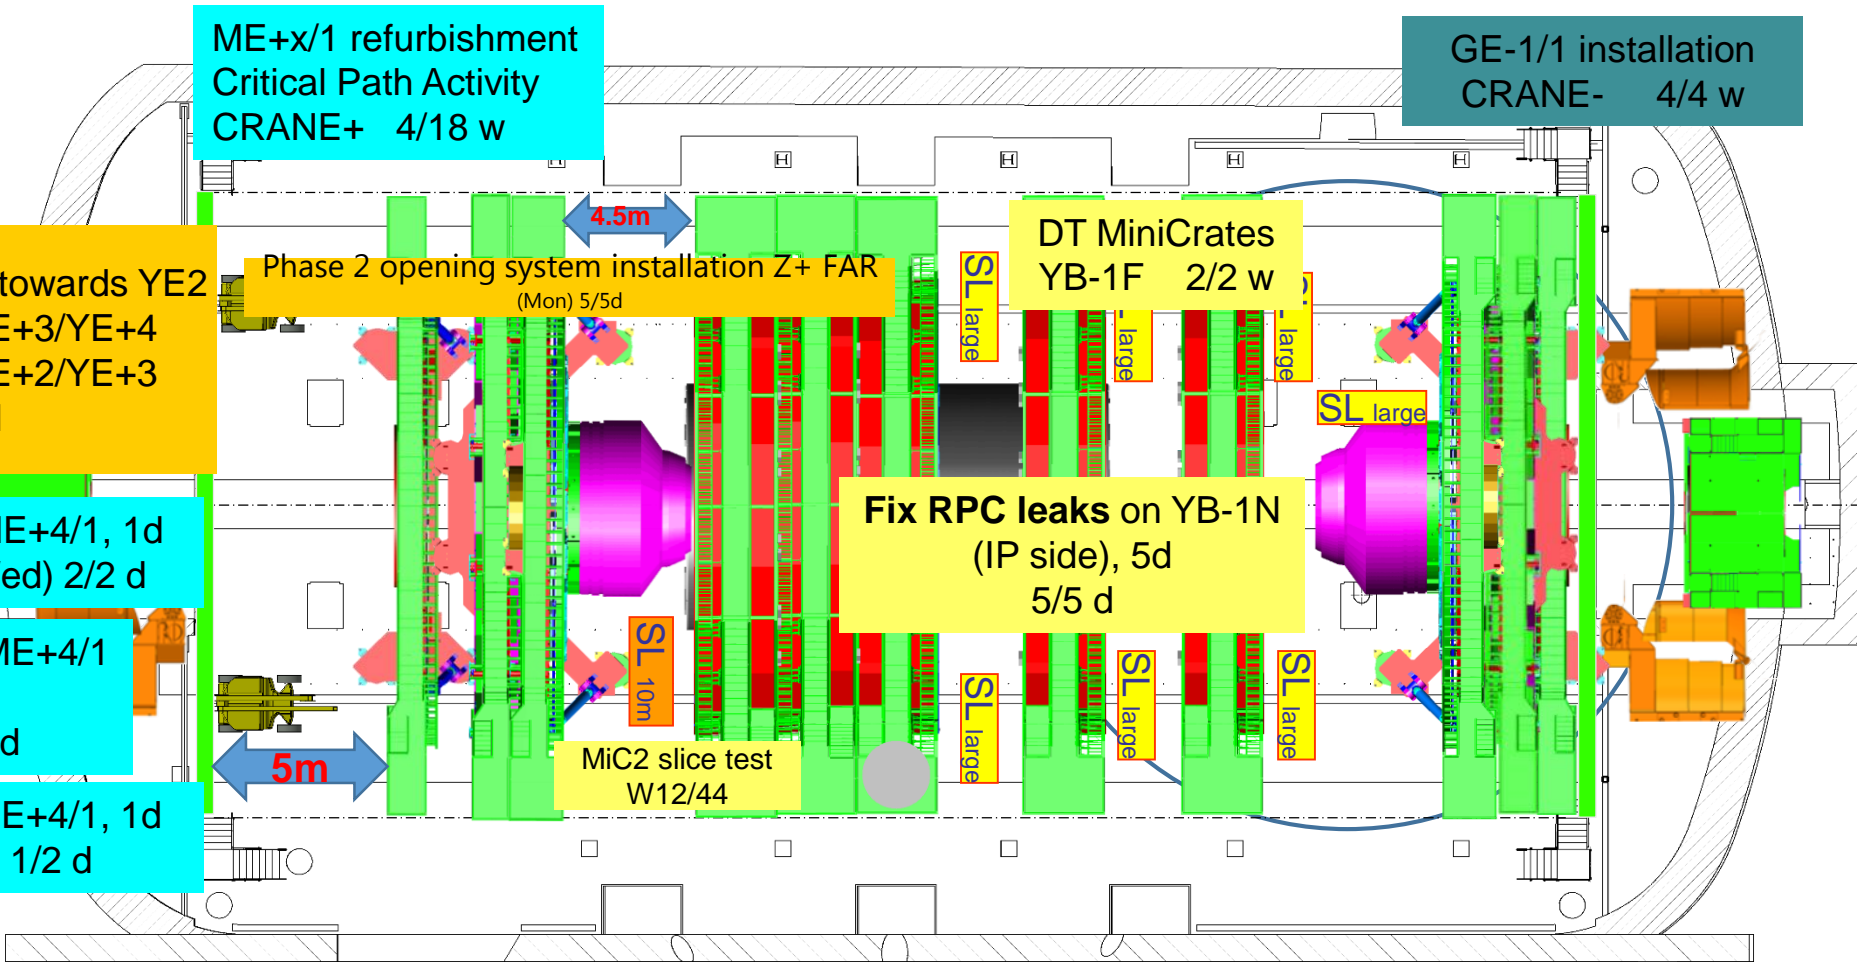 ME+x/1 refurbishment
Critical Path Activity
CRANE+ 4/18 w
GE-1/1 installation
CRANE- 4/4 w
4.5m
DT MiniCrates
YB-1F 2/2 w
towards YE2
E+3/YE+4
E+2/YE+3
Phase 2 opening system installation Z+ FAR
(Mon) 5/5d
SL large
large
large
SL large
Fix RPC leaks on YB-1N
(IP side), 5d
5/5 d
E+4/1, 1d
ed) 2/2 d
ME+4/1
d
E+4/1, 1d
1/2 d
SL 10m
SL large
SL large
SL large
5m
MiC2 slice test
W12/44